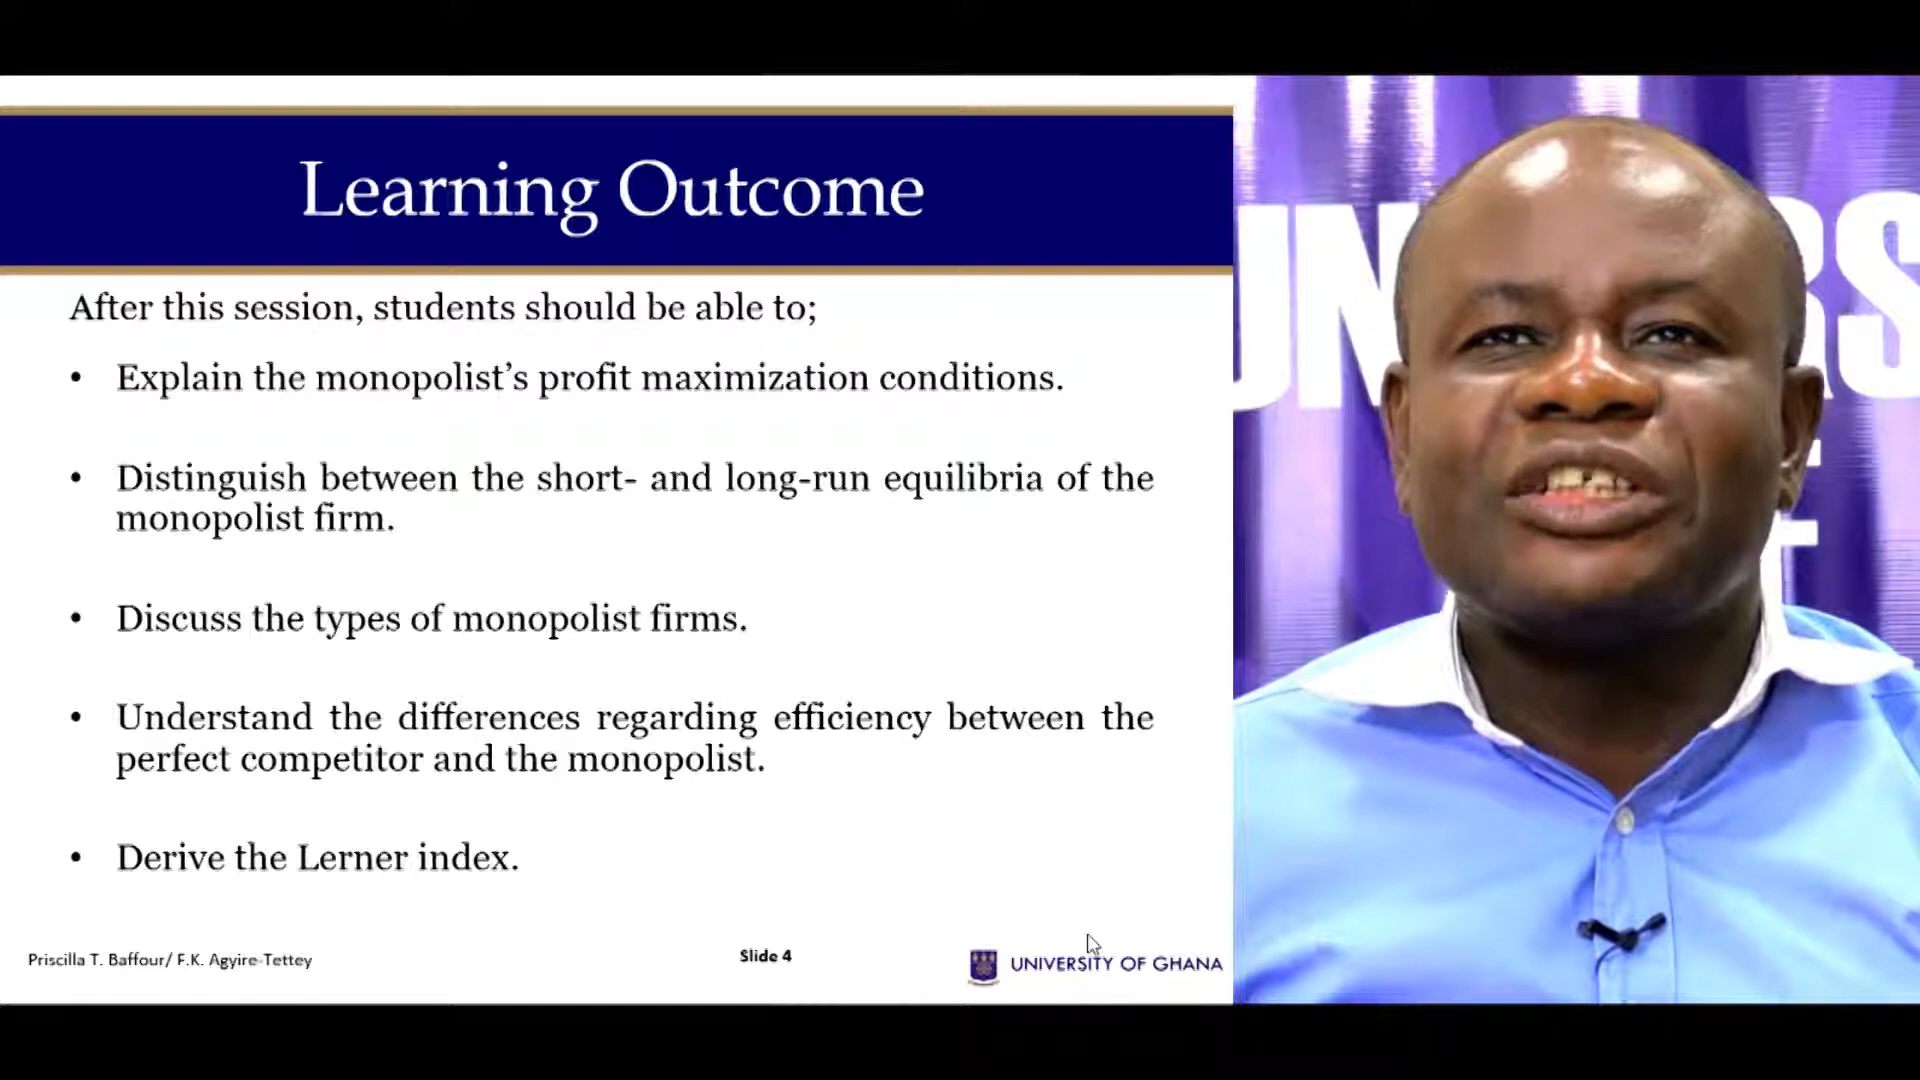 Learning Outcome
After this session, students should be able to;
• Explain the monopolist’s profit maximization conditions.
• Distinguish between the short- and long-run equilibria of the
monopolist firm.
• Discuss the types of monopolist firms.
• Understand the differences regarding efficiency between the
perfect competitor and the monopolist.
• Derive the Lerner index.
Priscilla T. Baffour/ F.K. Agyire-Tettey
Slide 4
UNIVERSITY OF GHANA